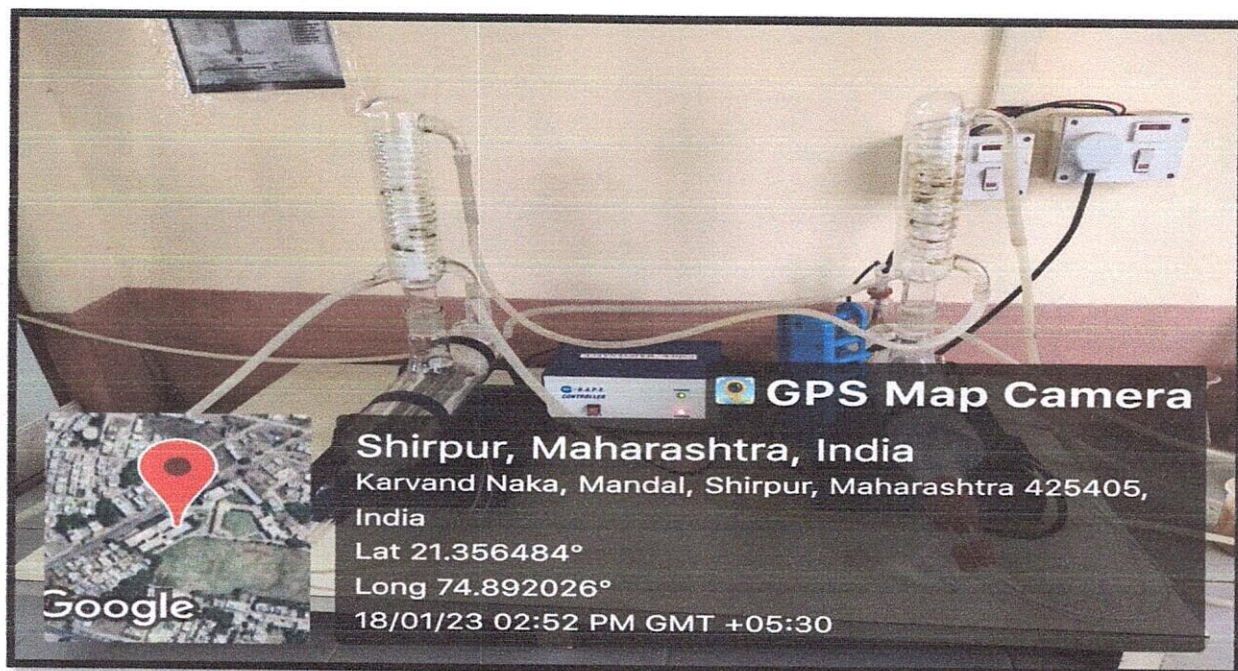 CONTROLLER
GPS Map Camera
Shirpur, Maharashtra, India
Karvand Naka, Mandal, Shirpur, Maharashtra 425405,
India
Lat 21.356484°
Long 74.892026°
18/01/23 02:52 PM GMT +05:30
Google